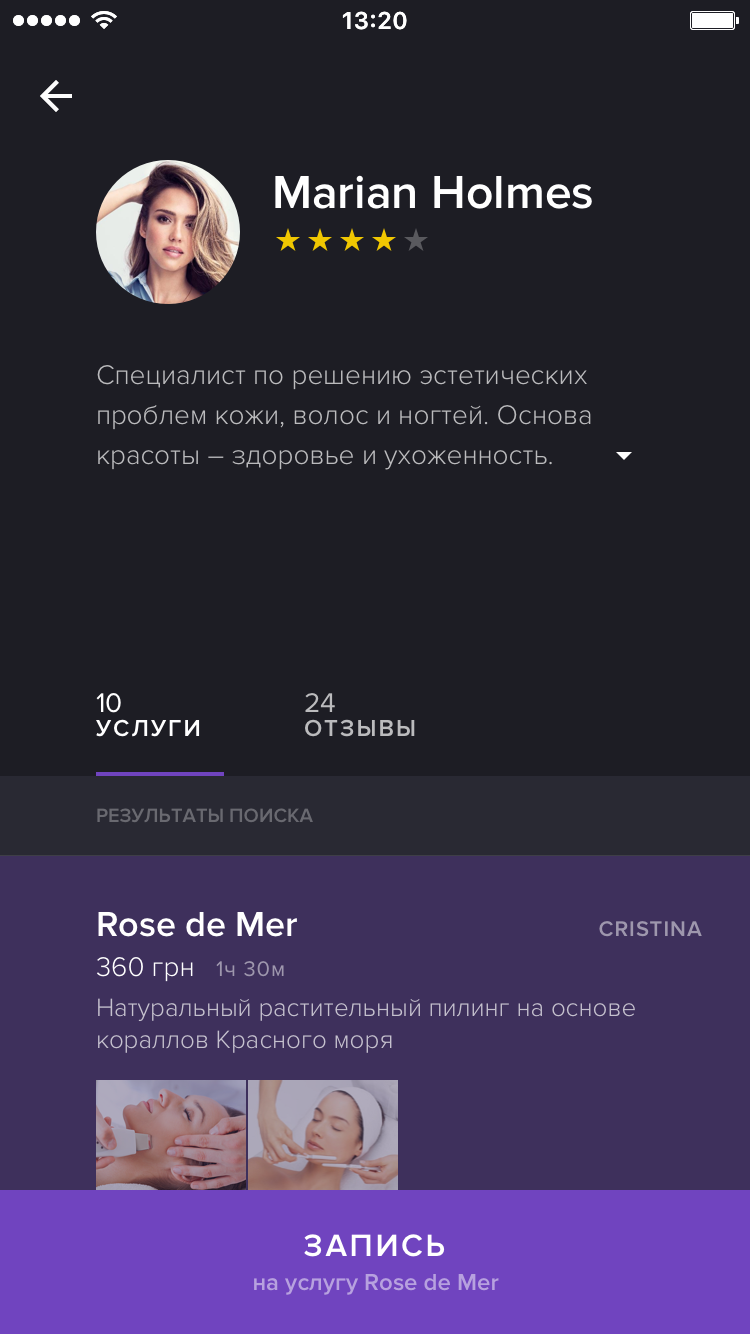 13:20
Marian Holmes
Специалист по решению эстетических
проблем кожи, волос и ногтей. Основа
красоты – здоровье и ухоженность.
10
УСЛУГИ
24
ОТЗЫВЫ
РЕЗУЛЬТАТЫ ПОИСКА
Rose de Mer
CRISTINA
360 грн 1ч 30м
Натуральный растительный пилинг на основе
кораллов Красного моря
ЗАПИСЬ
на услугу Rose de Mer